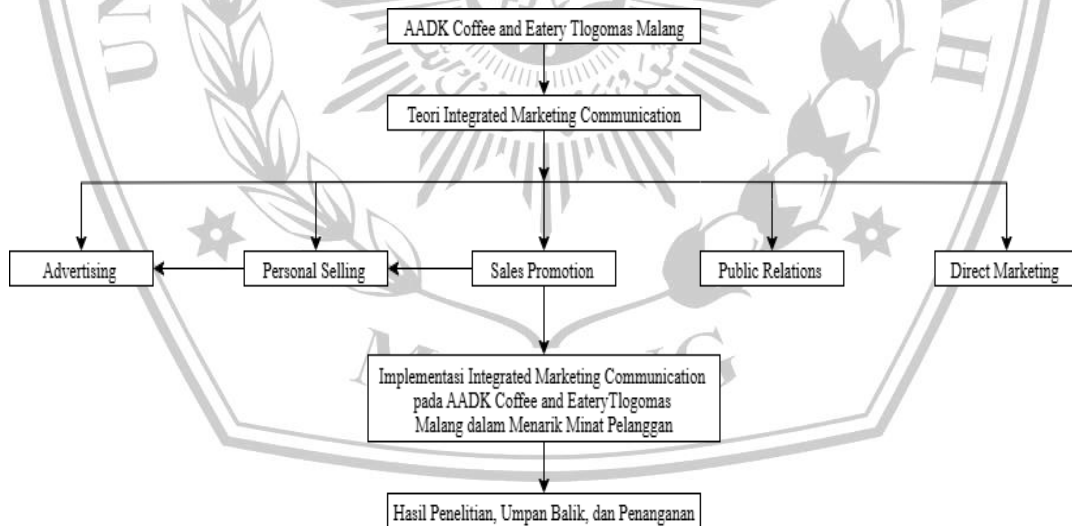 AADK Coffee and Eatery Tlogomas Malang
Teori Integrated Marketing Communication
Advertising
Personal Selling
Sales Promotion
Public Relations
Direct Marketing
Implementasi Integrated Marketing Communication
pada AADK Coffee and EateryTlogomas
Malang dalam Menarik Minat Pelanggan
Hasil Penelitian, Umpan Balik, dan Penanganan
UN
AH
M
G